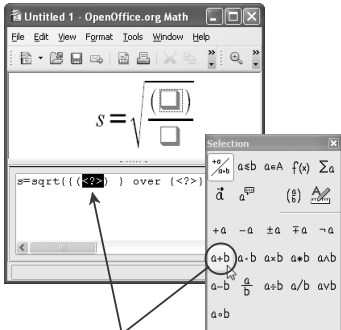 Untitled 1 - OpenOffice.org Math
File Edit View Format Tools Window Help
s=
s=sqrt{{(<?>) } over {<?>}
Selection
+a/a+b a≤b a∈A f(x) Σa
a⃗
+a -a ±a ∓a ¬a
a+b a·b a×b a∗b a∧b
a-b a/b a÷b a/b a∨b
a∘b